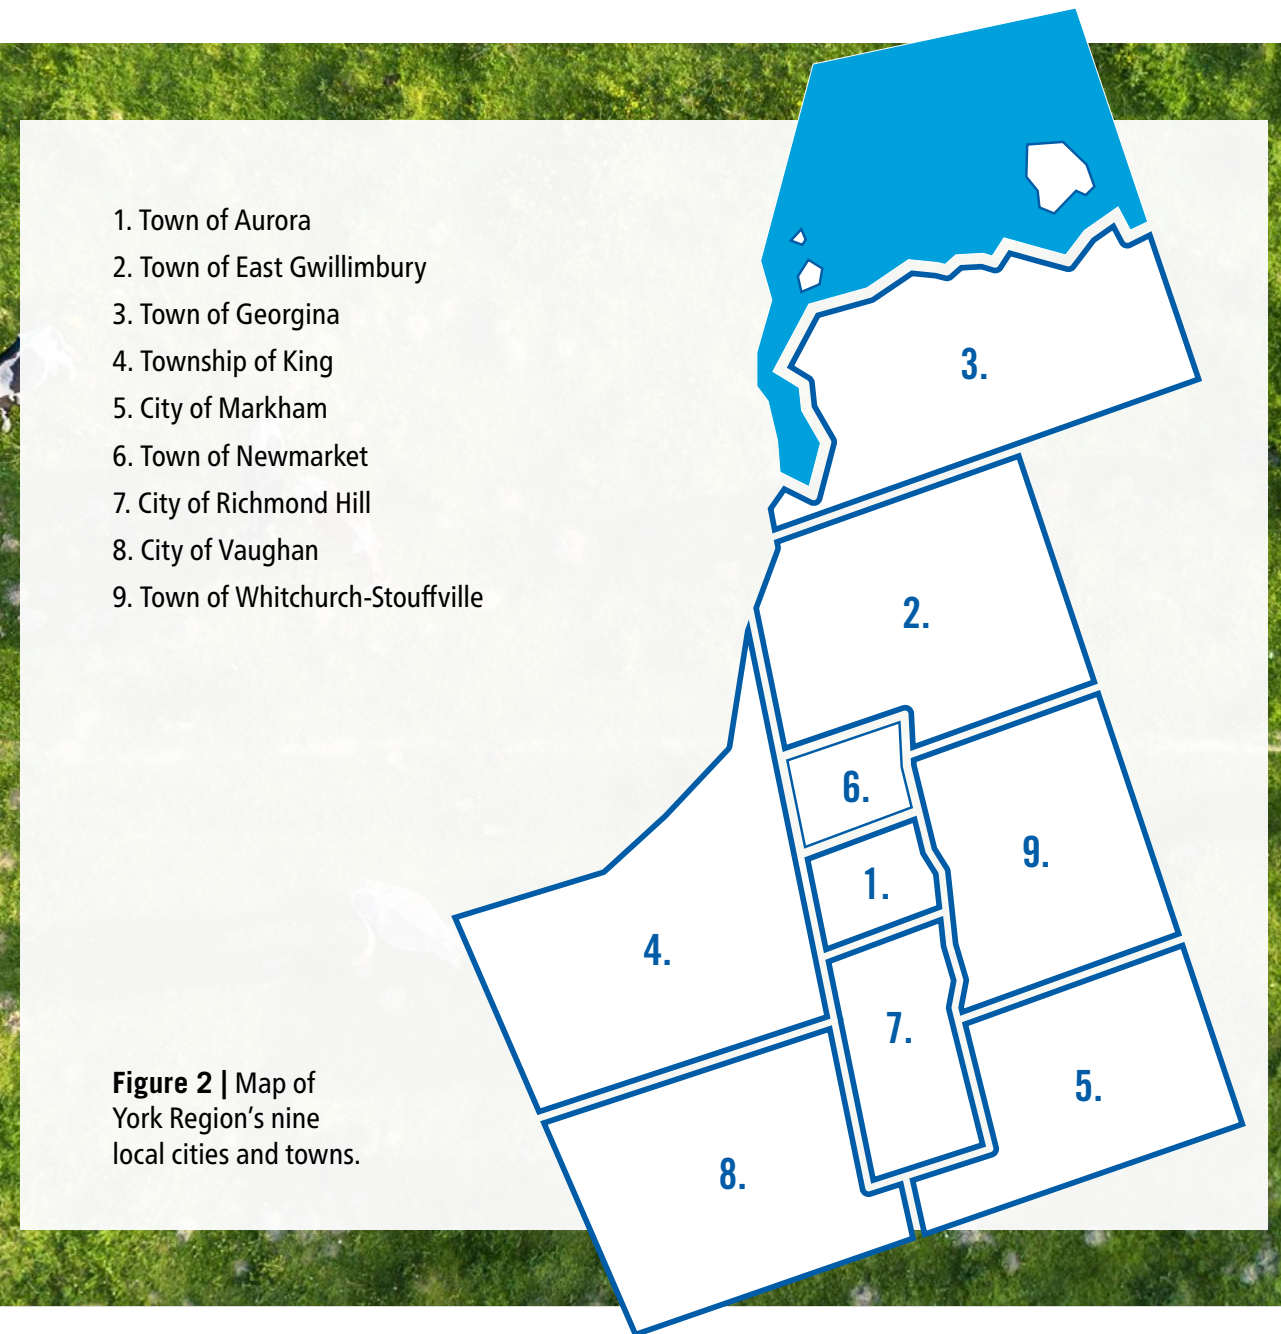 1. Town of Aurora
2. Town of East Gwillimbury
3. Town of Georgina
4. Township of King
5. City of Markham
6. Town of Newmarket
7. City of Richmond Hill
8. City of Vaughan
9. Town of Whitchurch-Stouffville
3.
2.
6.
9.
1.
4.
7.
5.
8.
Figure 2 | Map of
York Region’s nine
local cities and towns.